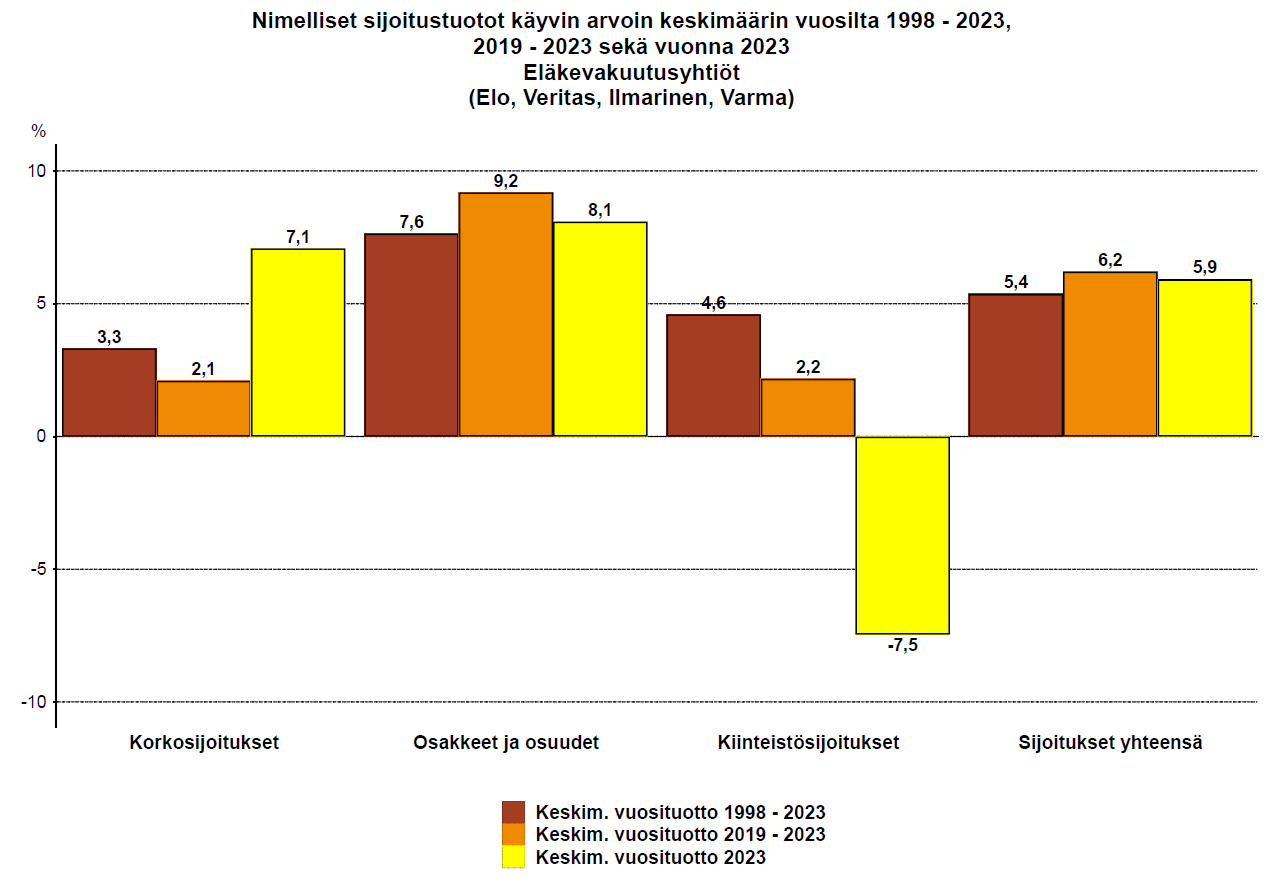 Nimelliset sijoitustuotot käyvin arvoin keskimäärin vuosilta 1998 - 2023,
2019 - 2023 sekä vuonna 2023
Eläkevakuutusyhtiöt
(Elo, Veritas, Ilmarinen, Varma)
%
10
5
0
-5
-10
3,3
2,1
7,1
7,6
9,2
8,1
4,6
2,2
-7,5
5,4
6,2
5,9
Korkosijoitukset
Osakkeet ja osuudet
Kiinteistösijoitukset
Sijoitukset yhteensä
Keskim. vuosituotto 1998 - 2023
Keskim. vuosituotto 2019 - 2023
Keskim. vuosituotto 2023